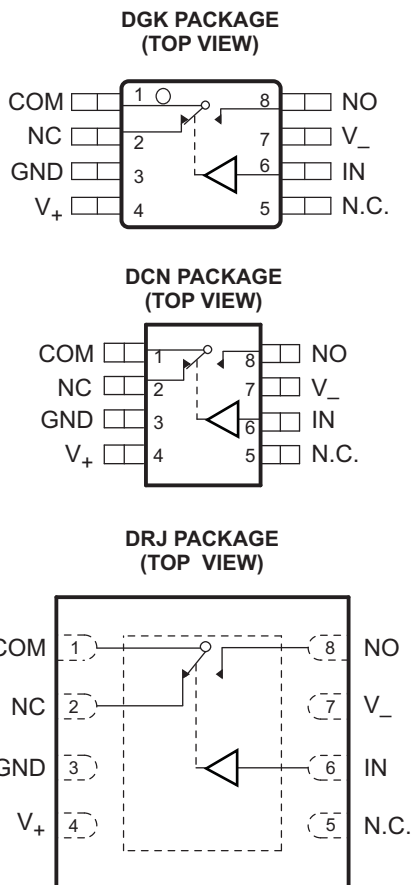 DGK PACKAGE
(TOP VIEW)
COM 1 8 NO
NC 2 7 V_
GND 3 6 IN
V+ 4 5 N.C.
DCN PACKAGE
(TOP VIEW)
COM 1 8 NO
NC 2 7 V_
GND 3 6 IN
V+ 4 5 N.C.
DRJ PACKAGE
(TOP VIEW)
COM 1 8 NO
NC 2 7 V_
GND 3 6 IN
V+ 4 5 N.C.